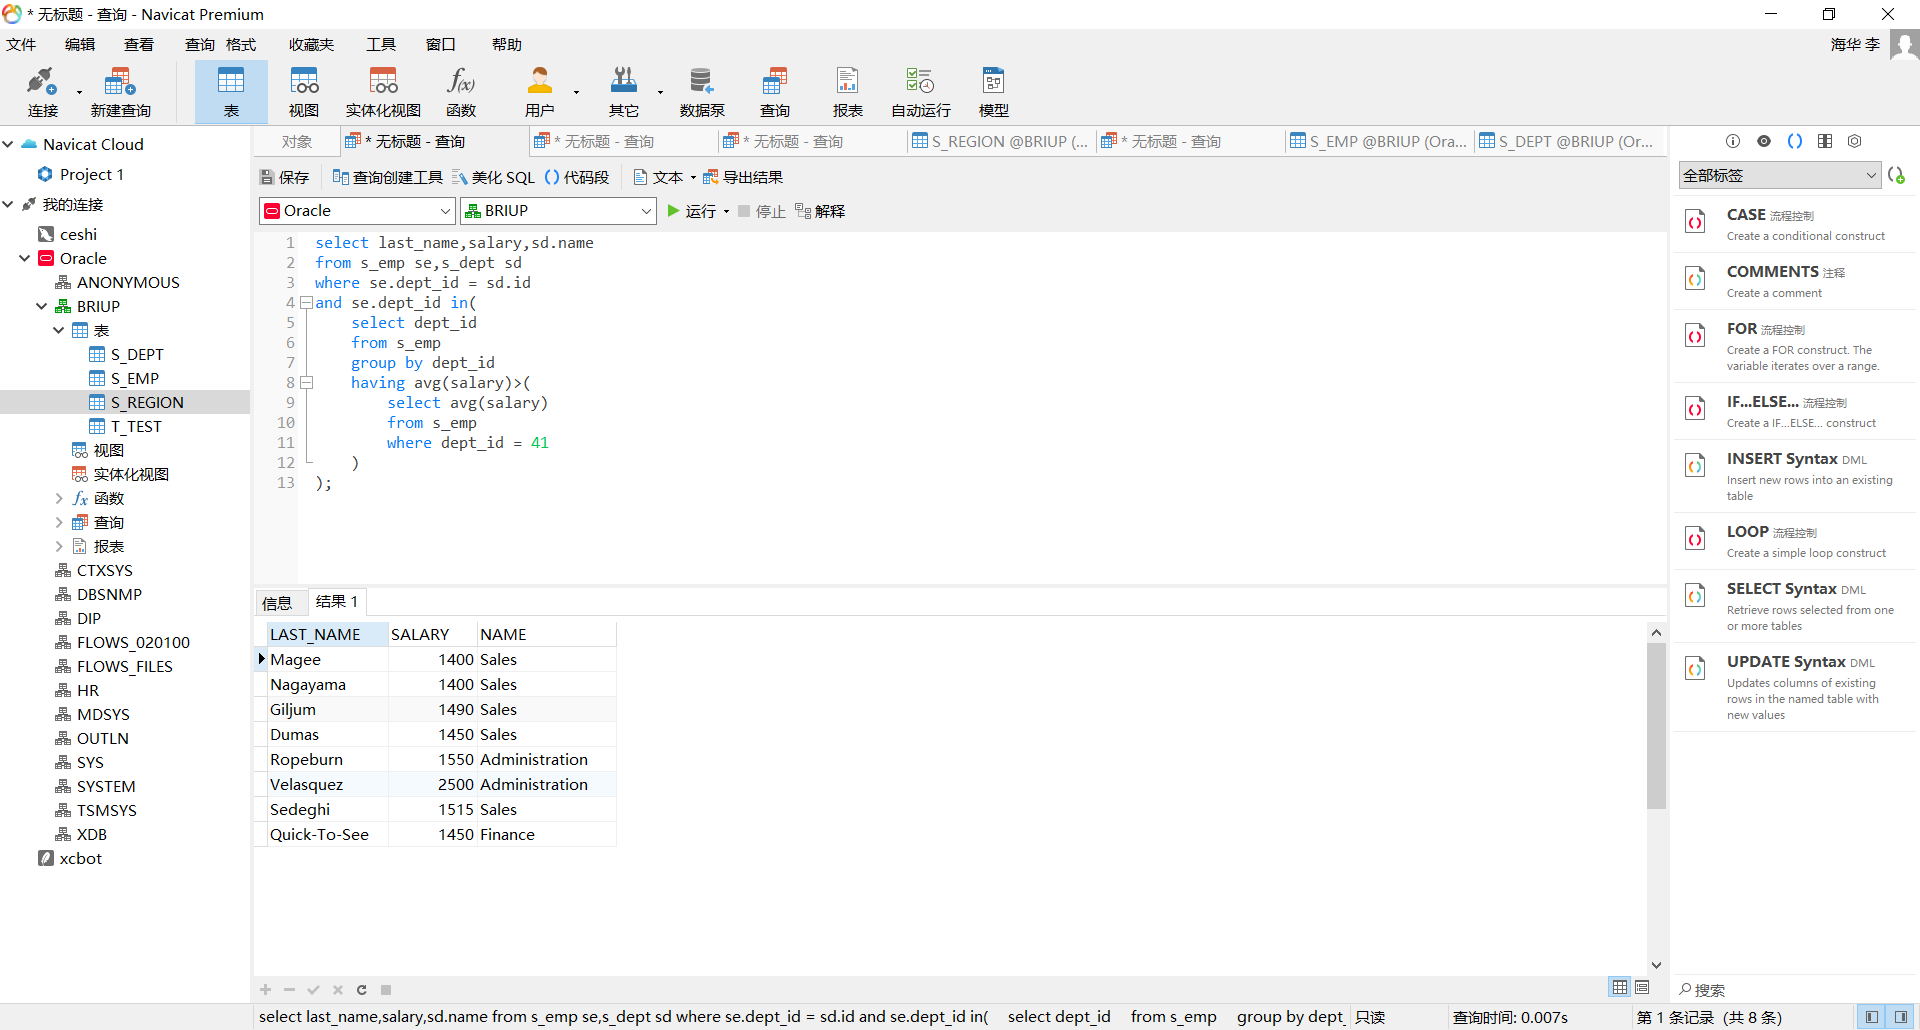 * 无标题 - 查询 - Navicat Premium
文件 编辑 查看 查询 格式 收藏夹 工具 窗口 帮助 海华 李
连接 新建查询 表 视图 实体化视图 函数 用户 其它 数据泵 查询 报表 自动运行 模型
对象 * 无标题 - 查询 * 无标题 - 查询 * 无标题 - 查询 S_REGION @BRIUP (... * 无标题 - 查询 S_EMP @BRIUP (Ora... S_DEPT @BRIUP (Or...
保存 查询创建工具 美化 SQL () 代码段 文本 导出结果
Oracle BRIUP 运行 停止 解释
Navicat Cloud
Project 1
我的连接
ceshi
Oracle
ANONYMOUS
BRIUP
表
S_DEPT
S_EMP
S_REGION
T_TEST
视图
实体化视图
函数
查询
报表
CTXSYS
DBSNMP
DIP
FLOWS_020100
FLOWS_FILES
HR
MDSYS
OUTLN
SYS
SYSTEM
TSMSYS
XDB
xcbot
1 select last_name,salary,sd.name
2 from s_emp se,s_dept sd
3 where se.dept_id = sd.id
4 and se.dept_id in(
5 select dept_id
6 from s_emp
7 group by dept_id
8 having avg(salary)>(
9 select avg(salary)
10 from s_emp
11 where dept_id = 41
12 )
13 );
信息 结果 1
LAST_NAME SALARY NAME
Magee 1400 Sales
Nagayama 1400 Sales
Giljum 1490 Sales
Dumas 1450 Sales
Ropeburn 1550 Administration
Velasquez 2500 Administration
Sedeghi 1515 Sales
Quick-To-See 1450 Finance
全部标签
CASE 流程控制
Create a conditional construct
COMMENTS 注释
Create a comment
FOR 流程控制
Create a FOR construct. The
variable iterates over a range.
IF...ELSE... 流程控制
Create a IF...ELSE... construct
INSERT Syntax DML
Insert new rows into an existing
table
LOOP 流程控制
Create a simple loop construct
SELECT Syntax DML
Retrieve rows selected from one
or more tables
UPDATE Syntax DML
Updates columns of existing
rows in the named table with
new values
搜索
select last_name,salary,sd.name from s_emp se,s_dept sd where se.dept_id = sd.id and se.dept_id in( select dept_id from s_emp group by dept_ 只读 查询时间: 0.007s 第 1 条记录 (共 8 条)